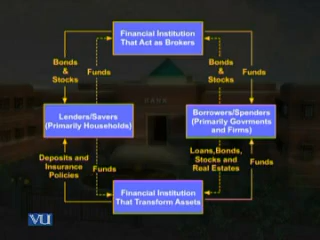 Financial Institution
That Act as Brokers
Bonds
&
Stocks
Funds
Bonds
&
Stocks
Funds
BANK
Lenders/Savers
(Primarily Households)
Borrowers/Spenders
(Primarily Govrments
and Firms)
Deposits and
Insurance
Policies
Funds
Loans,Bonds,
Stocks and
Real Estates
Funds
Financial Institution
That Transform Assets
VU